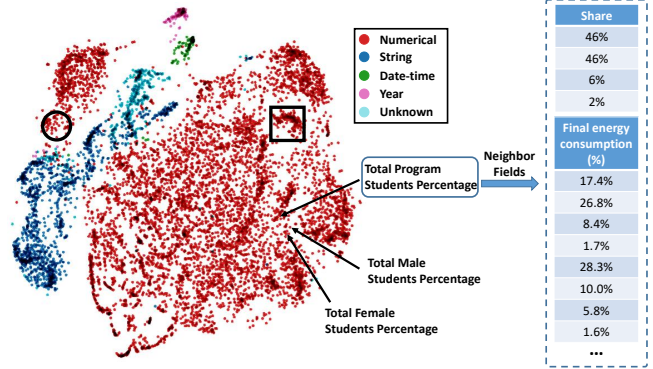 Numerical
String
Date-time
Year
Unknown
Total Program
Students Percentage
Neighbor
Fields
Total Male
Students Percentage
Total Female
Students Percentage
Share
46%
46%
6%
2%
Final energy
consumption
(%)
17.4%
26.8%
8.4%
1.7%
28.3%
10.0%
5.8%
1.6%
...